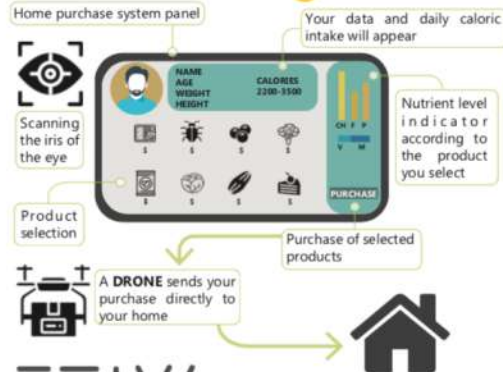 Home purchase system panel
Your data and daily caloric
intake will appear
NAME
AGE
WEIGHT
HEIGHT
CALORIES
2200-3500
Scanning
the iris of
the eye
CH F P
V M
Nutrient level
indicator
according to
the product
you select
$ $ $ $
$ $ $ $
PURCHASE
Product
selection
Purchase of selected
products
A DRONE sends your
purchase directly to
your home